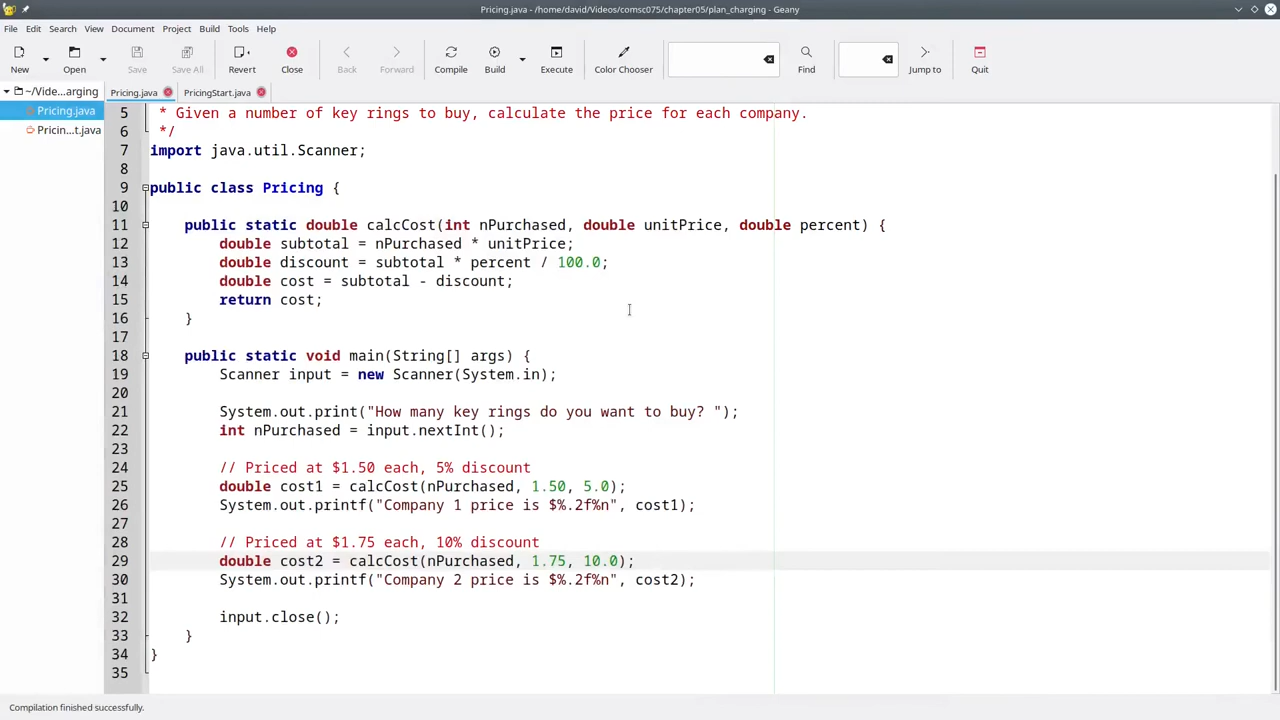 Pricing.java - /home/david/Videos/comsc075/chapter05/plan_charging - Geany
File Edit Search View Document Project Build Tools Help
New Open Save Save All Revert Close Back Forward Compile Build Execute Color Chooser Find Jump to Quit
~/Vide...arging
Pricing.java
Pricin...t.java
Pricing.java PricingStart.java
5 * Given a number of key rings to buy, calculate the price for each company.
6 */
7 import java.util.Scanner;
8
9 public class Pricing {
10
11 public static double calcCost(int nPurchased, double unitPrice, double percent) {
12 double subtotal = nPurchased * unitPrice;
13 double discount = subtotal * percent / 100.0;
14 double cost = subtotal - discount;
15 return cost;
16 }
17
18 public static void main(String[] args) {
19 Scanner input = new Scanner(System.in);
20
21 System.out.print("How many key rings do you want to buy? ");
22 int nPurchased = input.nextInt();
23
24 // Priced at $1.50 each, 5% discount
25 double cost1 = calcCost(nPurchased, 1.50, 5.0);
26 System.out.printf("Company 1 price is $%.2f%n", cost1);
27
28 // Priced at $1.75 each, 10% discount
29 double cost2 = calcCost(nPurchased, 1.75, 10.0);
30 System.out.printf("Company 2 price is $%.2f%n", cost2);
31
32 input.close();
33 }
34 }
35
Compilation finished successfully.